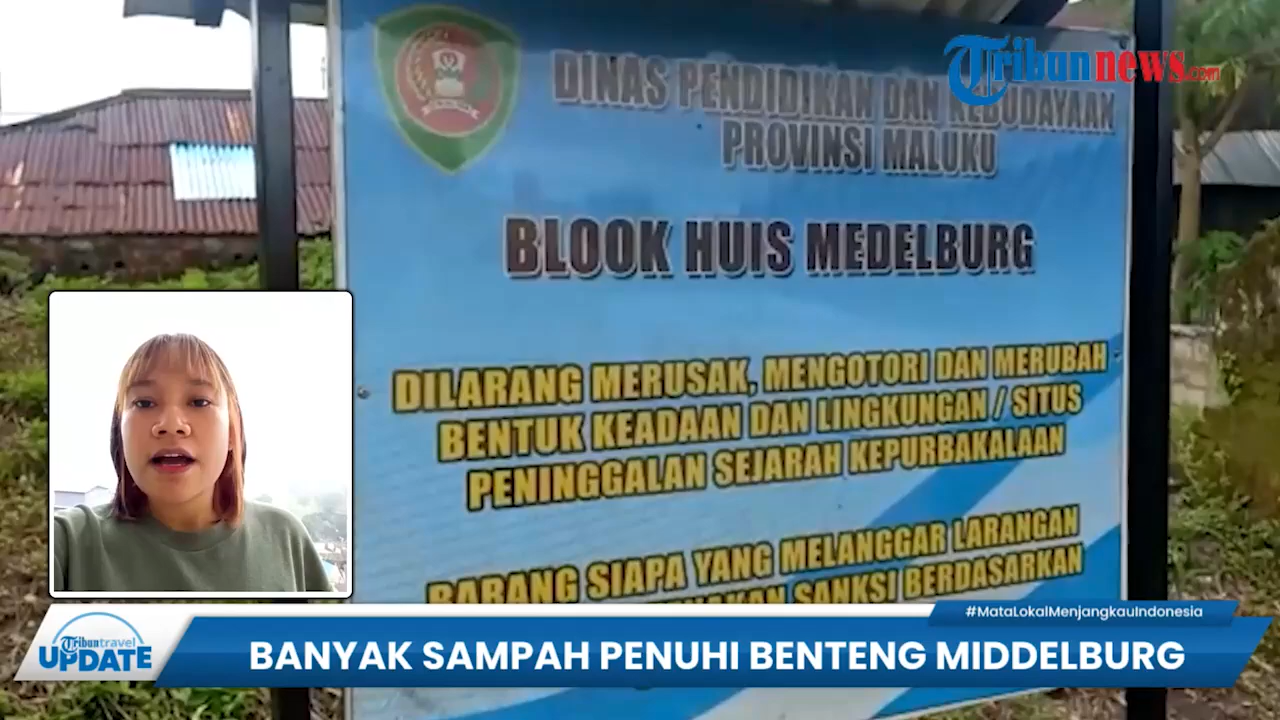 Tribunnews.com
DINAS PENDIDIKAN DAN KEBUDAYAAN
PROVINSI MALUKU
BLOOK HUIS MEDELBURG
DILARANG MERUSAK, MENGOTORI DAN MERUBAH
BENTUK KEADAAN DAN LINGKUNGAN / SITUS
PENINGGALAN SEJARAH KEPURBAKALAAN
BARANG SIAPA YANG MELANGGAR LARANGAN
SANKSI BERDASARKAN
#MataLokalMenjangkauIndonesia
Tribuntravel
UPDATE
BANYAK SAMPAH PENUHI BENTENG MIDDELBURG